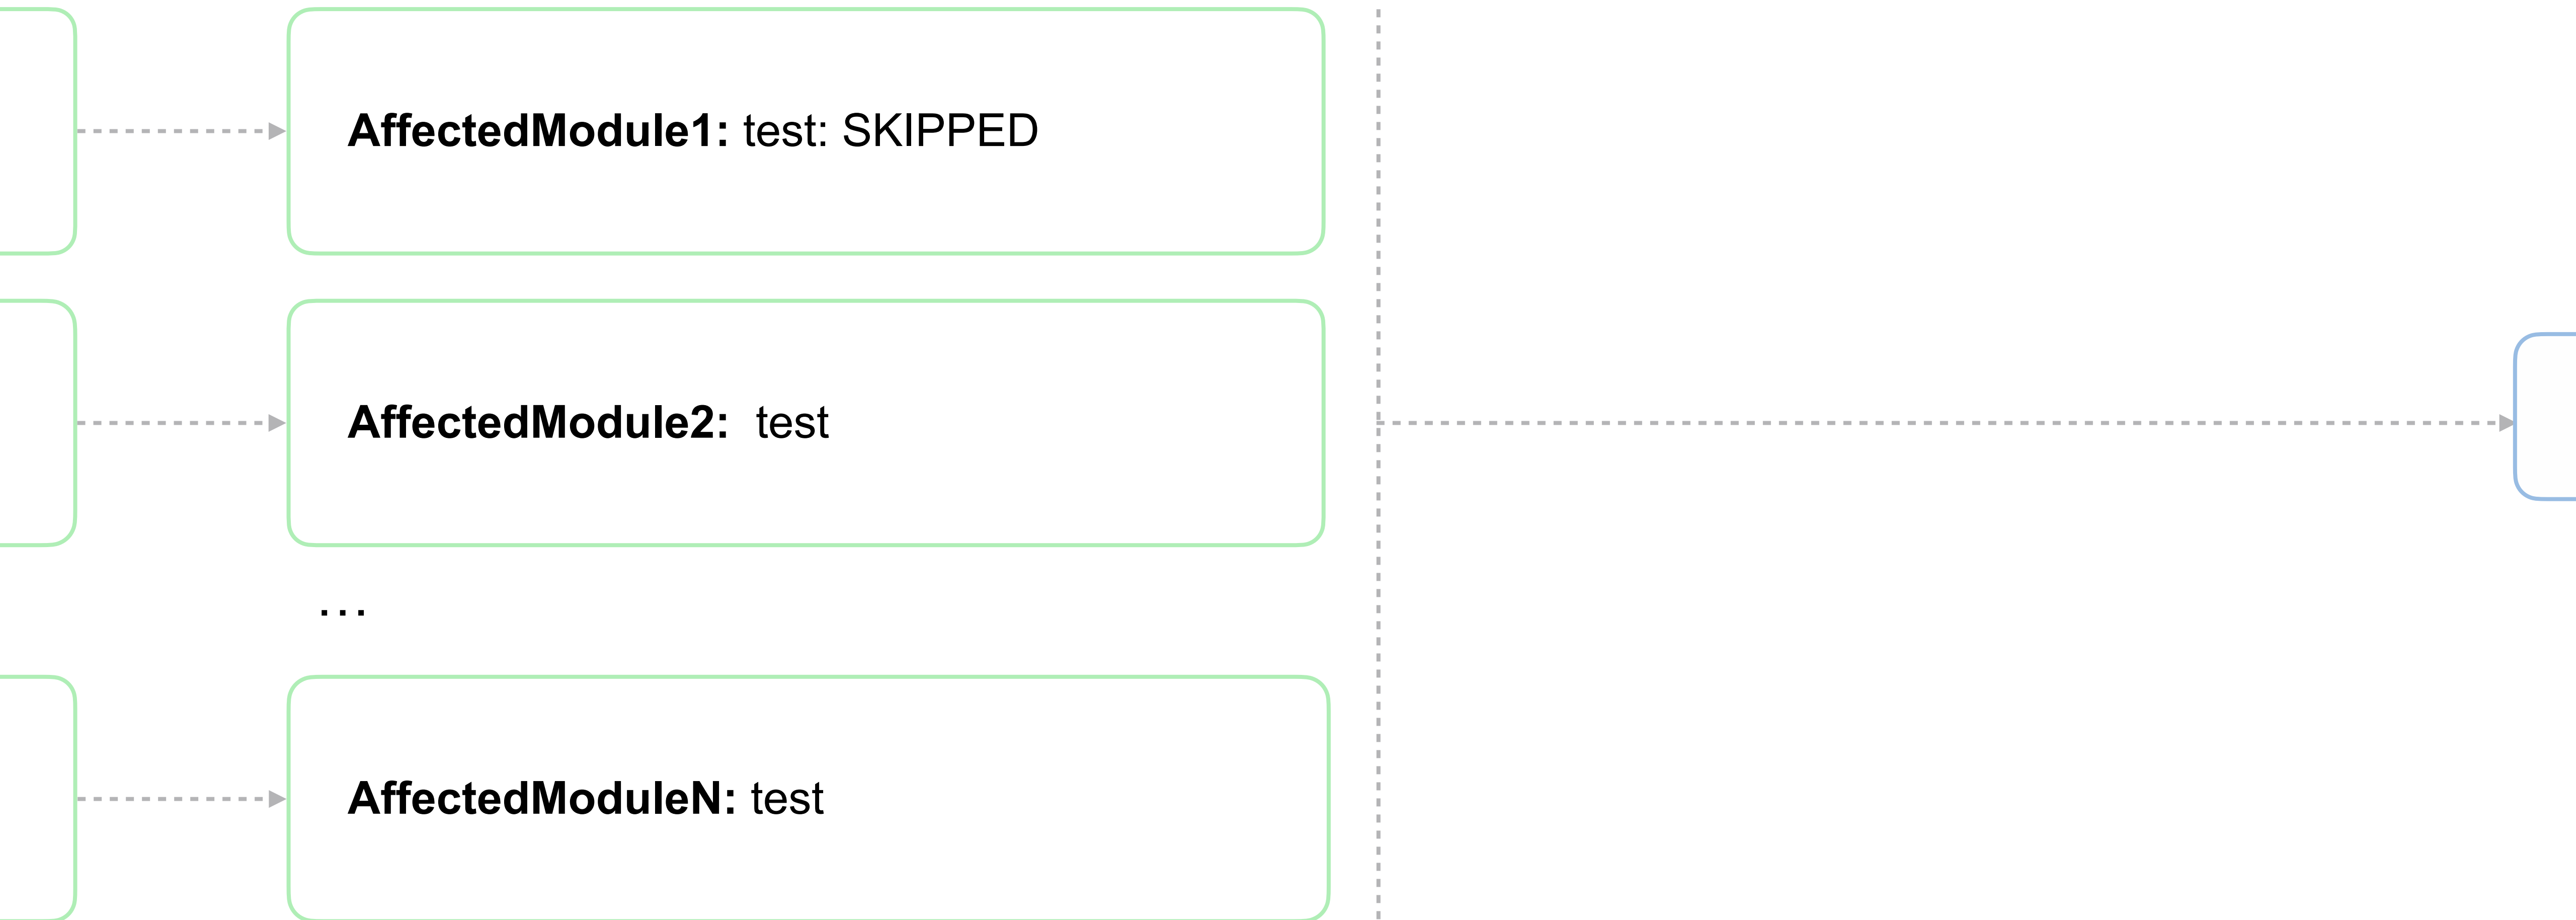 AffectedModule1: test: SKIPPED
AffectedModule2: test
...
AffectedModuleN: test